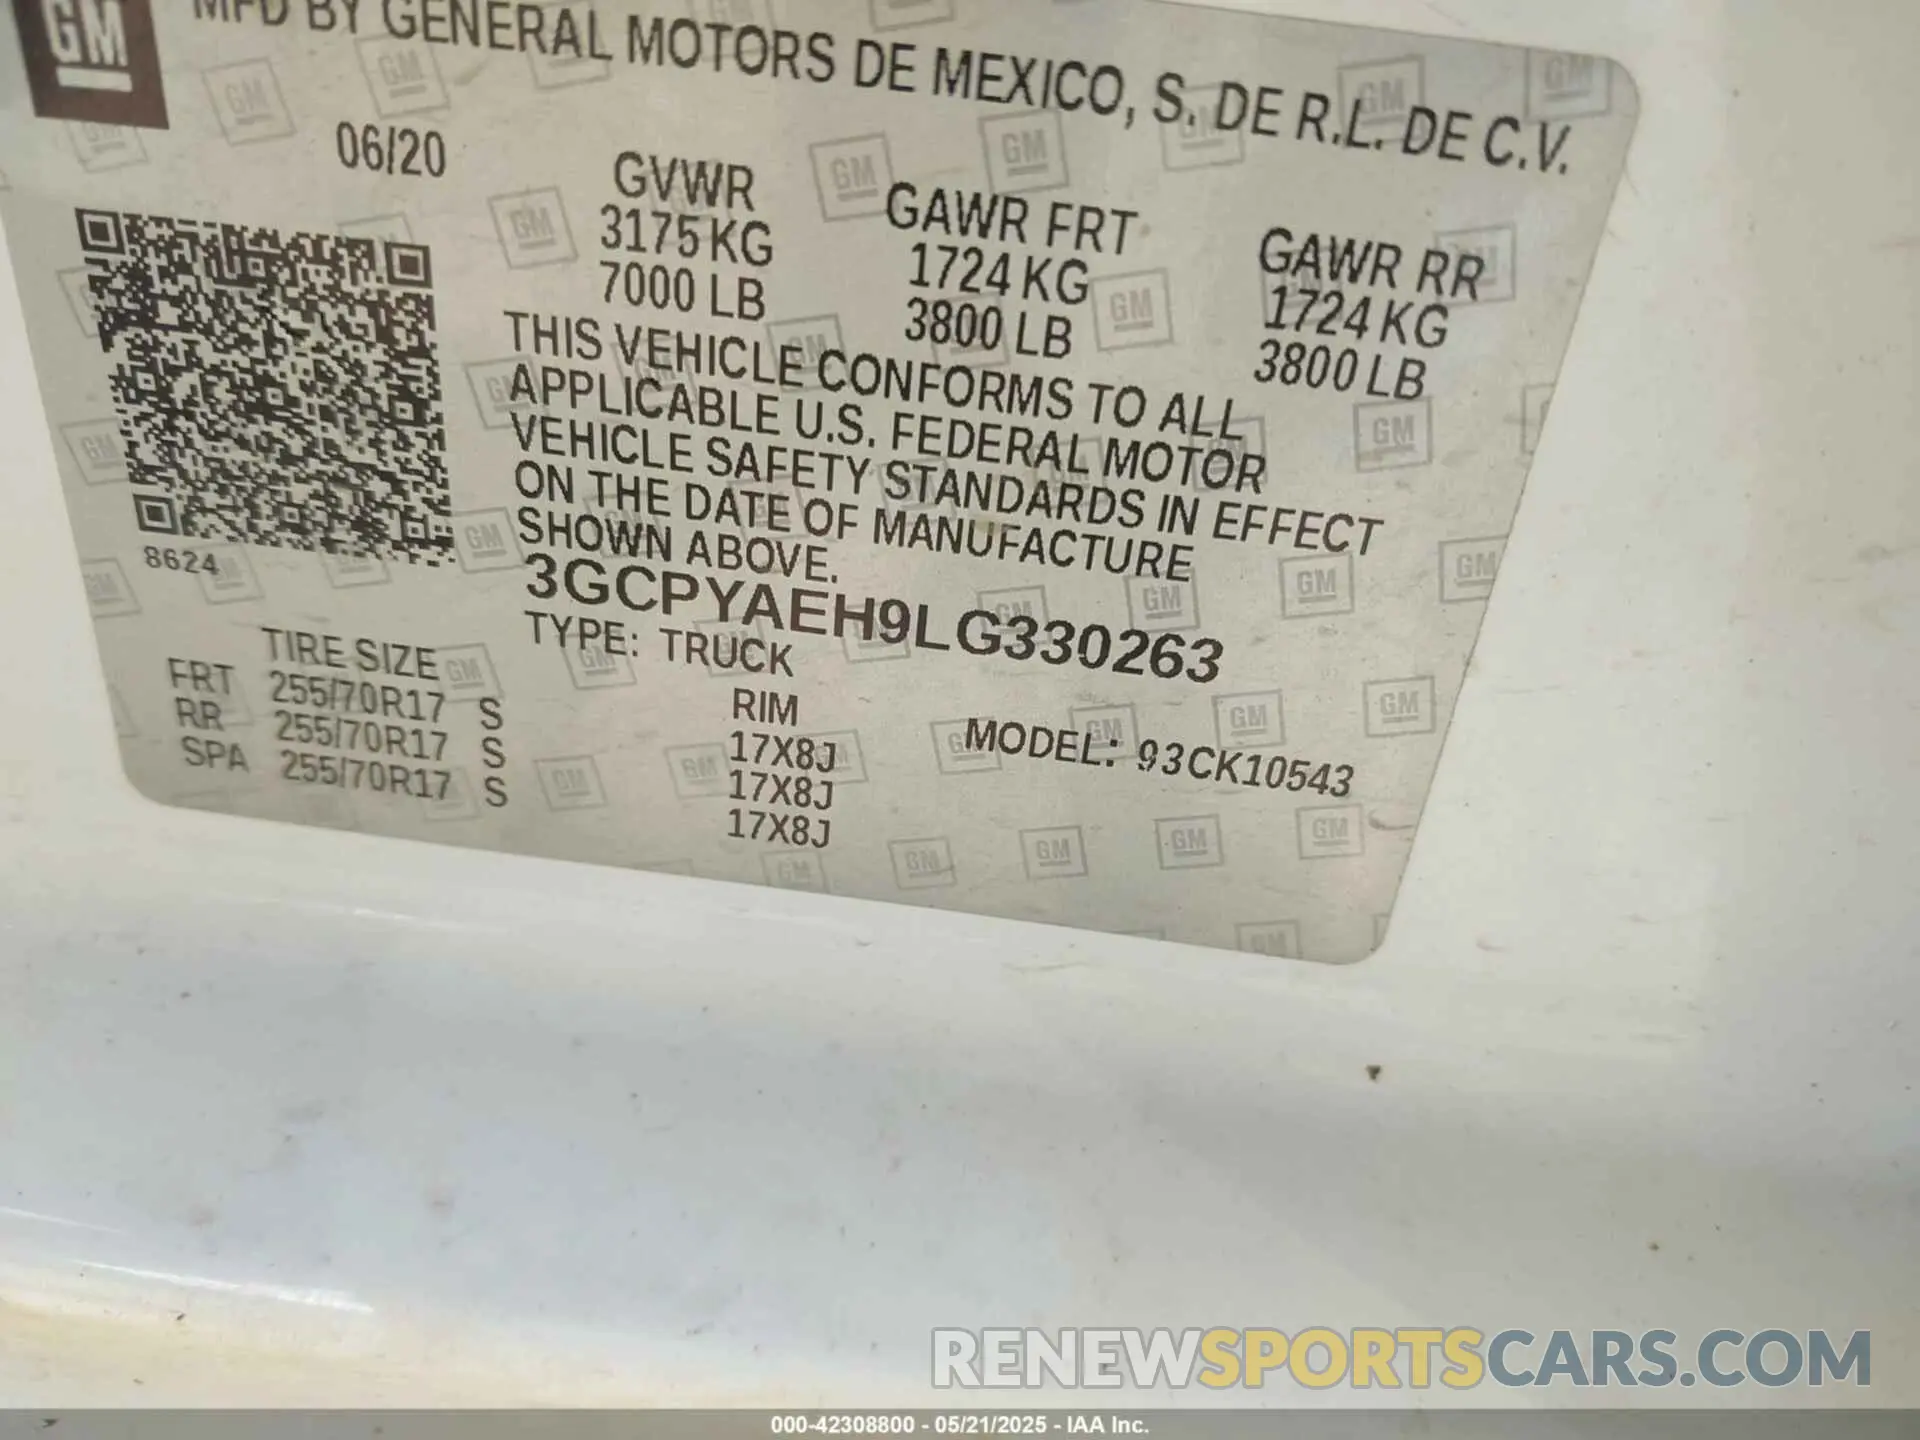 GM MFD BY GENERAL MOTORS DE MEXICO, S. DE R.L. DE C.V.
06/20
GVWR GAWR FRT GAWR RR
3175 KG 1724 KG 1724 KG
7000 LB 3800 LB 3800 LB
THIS VEHICLE CONFORMS TO ALL
APPLICABLE U.S. FEDERAL MOTOR
VEHICLE SAFETY STANDARDS IN EFFECT
ON THE DATE OF MANUFACTURE
SHOWN ABOVE.
8624
3GCPYAEH9LG330263
TYPE: TRUCK
TIRE SIZE RIM MODEL: 93CK10543
FRT 255/70R17 S 17X8J
RR 255/70R17 S 17X8J
SPA 255/70R17 S 17X8J
RENEWSPORTSCARS.COM
000-42308800 - 05/21/2025 - IAA Inc.